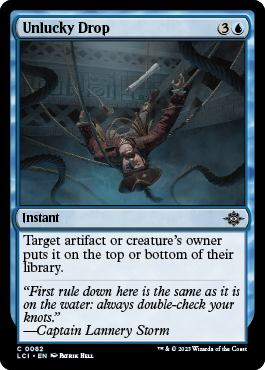 Unlucky Drop 3
Instant
Target artifact or creature's owner
puts it on the top or bottom of their
library.
“First rule down here is the same as it is
on the water: always double-check your
knots.”
—Captain Lannery Storm
C 0082
LCI • EN Patrik Hell
™ & © 2023 Wizards of the Coast